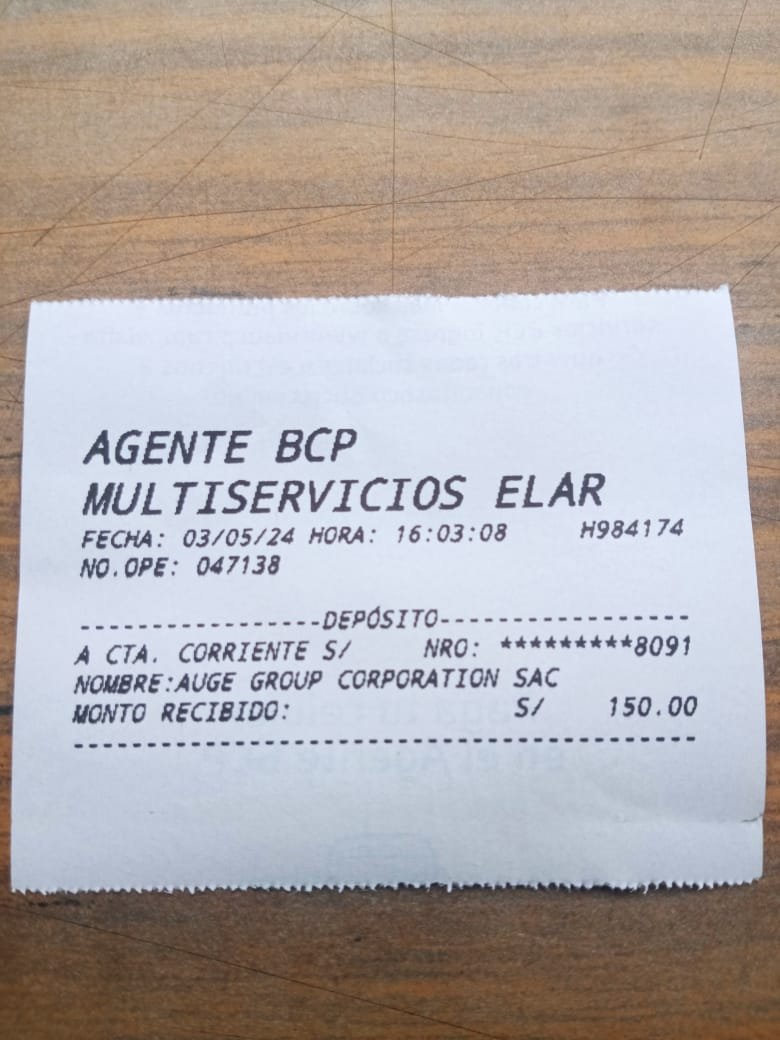 AGENTE BCP
MULTISERVICIOS ELAR
FECHA: 03/05/24 HORA: 16:03:08 H984174
NO.OPE: 047138
-----------------DEPÓSITO-----------------
A CTA. CORRIENTE S/ NRO: *********8091
NOMBRE:AUGE GROUP CORPORATION SAC
MONTO RECIBIDO: S/ 150.00
-------------------------------------------